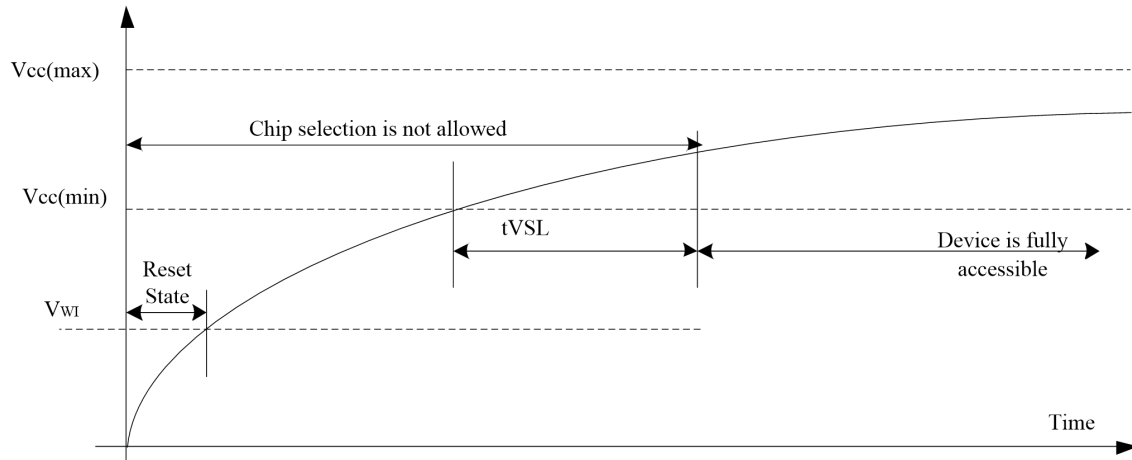 Vcc(max)
Chip selection is not allowed
Vcc(min)
tVSL
Device is fully
accessible
Reset
State
VWI
Time